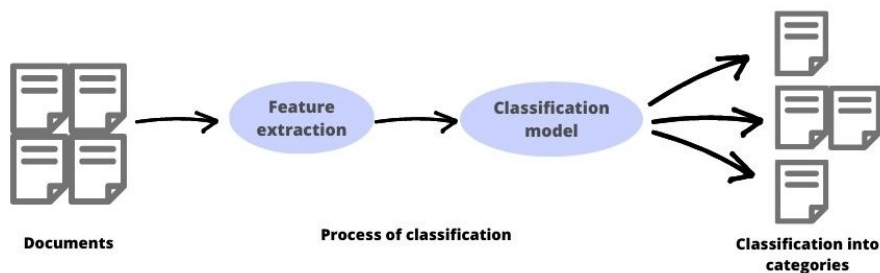 Feature
extraction
Classification
model
Documents
Process of classification
Classification into
categories